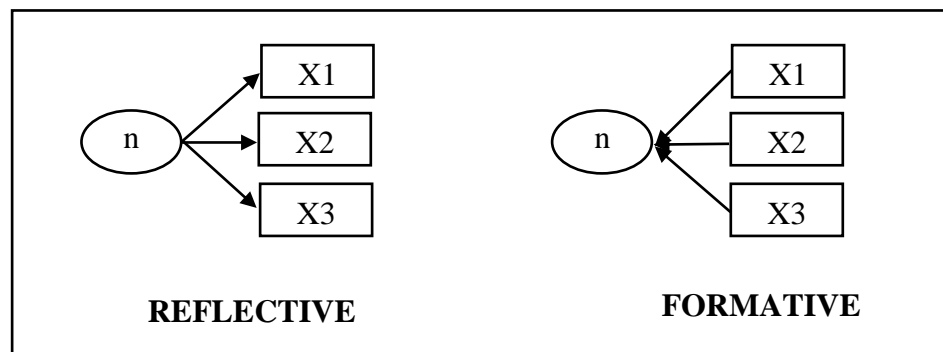 X1
n
X2
X3
REFLECTIVE
X1
n
X2
X3
FORMATIVE